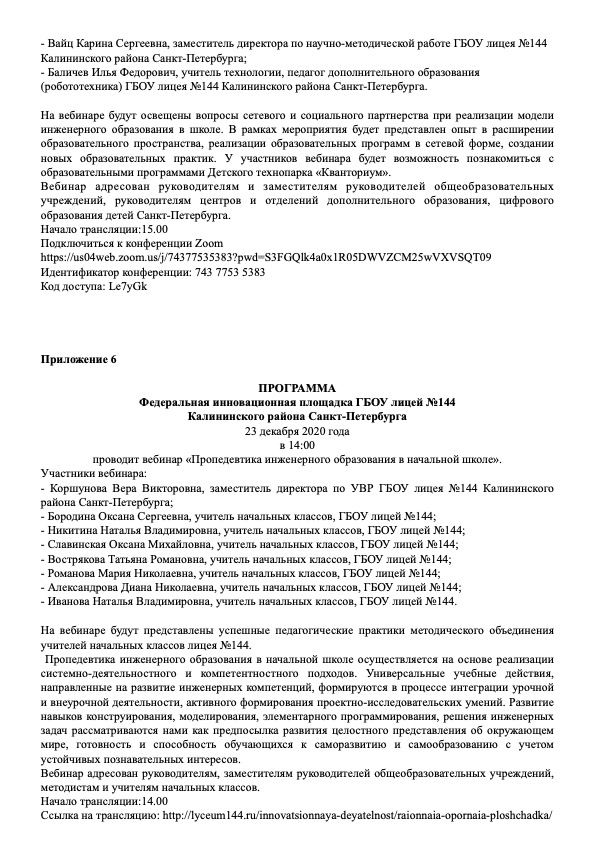 - Вайц Карина Сергеевна, заместитель директора по научно-методической работе ГБОУ лицея №144
Калининского района Санкт-Петербурга;
- Баличев Илья Федорович, учитель технологии, педагог дополнительного образования
(робототехника) ГБОУ лицея №144 Калининского района Санкт-Петербурга.
На вебинаре будут освещены вопросы сетевого и социального партнерства при реализации модели
инженерного образования в школе. В рамках мероприятия будет представлен опыт в расширении
образовательного пространства, реализации образовательных программ в сетевой форме, создании
новых образовательных практик. У участников вебинара будет возможность познакомиться с
образовательными программами Детского технопарка «Кванториум».
Вебинар адресован руководителям и заместителям руководителей общеобразовательных
учреждений, руководителям центров и отделений дополнительного образования, цифрового
образования детей Санкт-Петербурга.
Начало трансляции:15.00
Подключиться к конференции Zoom
https://us04web.zoom.us/j/74377535383?pwd=S3FGQlk4a0x1R05DWVZCM25wVXVSQT09
Идентификатор конференции: 743 7753 5383
Код доступа: Le7yGk
Приложение 6
ПРОГРАММА
Федеральная инновационная площадка ГБОУ лицей №144
Калининского района Санкт-Петербурга
23 декабря 2020 года
в 14:00
проводит вебинар «Пропедевтика инженерного образования в начальной школе».
Участники вебинара:
- Коршунова Вера Викторовна, заместитель директора по УВР ГБОУ лицея №144 Калининского
района Санкт-Петербурга;
- Бородина Оксана Сергеевна, учитель начальных классов, ГБОУ лицей №144;
- Никитина Наталья Владимировна, учитель начальных классов, ГБОУ лицей №144;
- Славинская Оксана Михайловна, учитель начальных классов, ГБОУ лицей №144;
- Вострякова Татьяна Романовна, учитель начальных классов, ГБОУ лицей №144;
- Романова Мария Николаевна, учитель начальных классов, ГБОУ лицей №144;
- Александрова Диана Николаевна, учитель начальных классов, ГБОУ лицей №144;
- Иванова Наталья Владимировна, учитель начальных классов, ГБОУ лицей №144.
На вебинаре будут представлены успешные педагогические практики методического объединения
учителей начальных классов лицея №144.
Пропедевтика инженерного образования в начальной школе осуществляется на основе реализации
системно-деятельностного и компетентностного подходов. Универсальные учебные действия,
направленные на развитие инженерных компетенций, формируются в процессе интеграции урочной
и внеурочной деятельности, активного формирования проектно-исследовательских умений. Развитие
навыков конструирования, моделирования, элементарного программирования, решения инженерных
задач рассматриваются нами как предпосылка развития целостного представления об окружающем
мире, готовность и способность обучающихся к саморазвитию и самообразованию с учетом
устойчивых познавательных интересов.
Вебинар адресован руководителям, заместителям руководителей общеобразовательных учреждений,
методистам и учителям начальных классов.
Начало трансляции:14.00
Ссылка на трансляцию: http://lyceum144.ru/innovatsionnaya-deyatelnost/raionnaia-opornaia-ploshchadka/